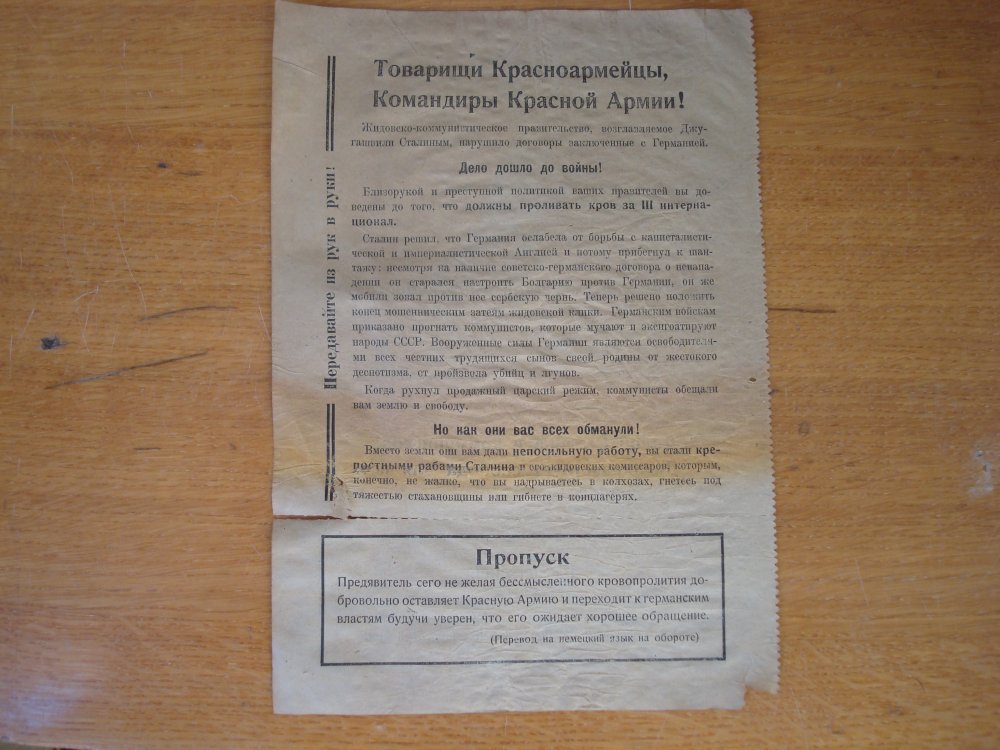 Передавайте из рук в руки!
Товарищи Красноармейцы,
Командиры Красной Армии!
Жидовско-коммунистическое правительство, возглавляемое Джу-
гашвили Сталиным, нарушило договоры заключенные с Германией.
Дело дошло до войны!
Близорукой и преступной политикой ваших правителей вы до-
ведены до того, что должны проливать кров за III интерна-
ционал.
Сталин решил, что Германия ослабела от борьбы с капиталисти-
ческой и империалистической Англией и потому прибегнул к шан-
тажу: несмотря на наличие советско-германского договора о ненапа-
дении он старался настроить Болгарию против Германии, он же
мобили зовал против нее сербскую чернь. Теперь решено положить
конец мошенническим затеям жидовской клики. Германским войскам
приказано прогнать коммунистов, которые мучают и эксплоатируют
народы СССР. Вооруженные силы Германии являются освободителя-
ми всех честних трудящихся сынов своей родины от жестокого
деспотизма, от произвола убийц и лгунов.
Когда рухнул продажный царский режим, коммунисты обещали
вам землю и свободу.
Но как они вас всех обманули!
Вместо земли они вам дали непосильную работу, вы стали кре-
постными рабами Сталина и его жидовских комиссаров, которым,
конечно, не жалко, что вы надрываетесь в колхозах, гнетесь под
тяжестью стахановщины или гибнете в концлагерях.
Пропуск
Предявитель сего не желая бессмысленного кровопролития до-
бровольно оставляет Красную Армию и переходит к германским
властям будучи уверен, что его ожидает хорошее обращение.
(Перевод на немецкий язык на обороте)